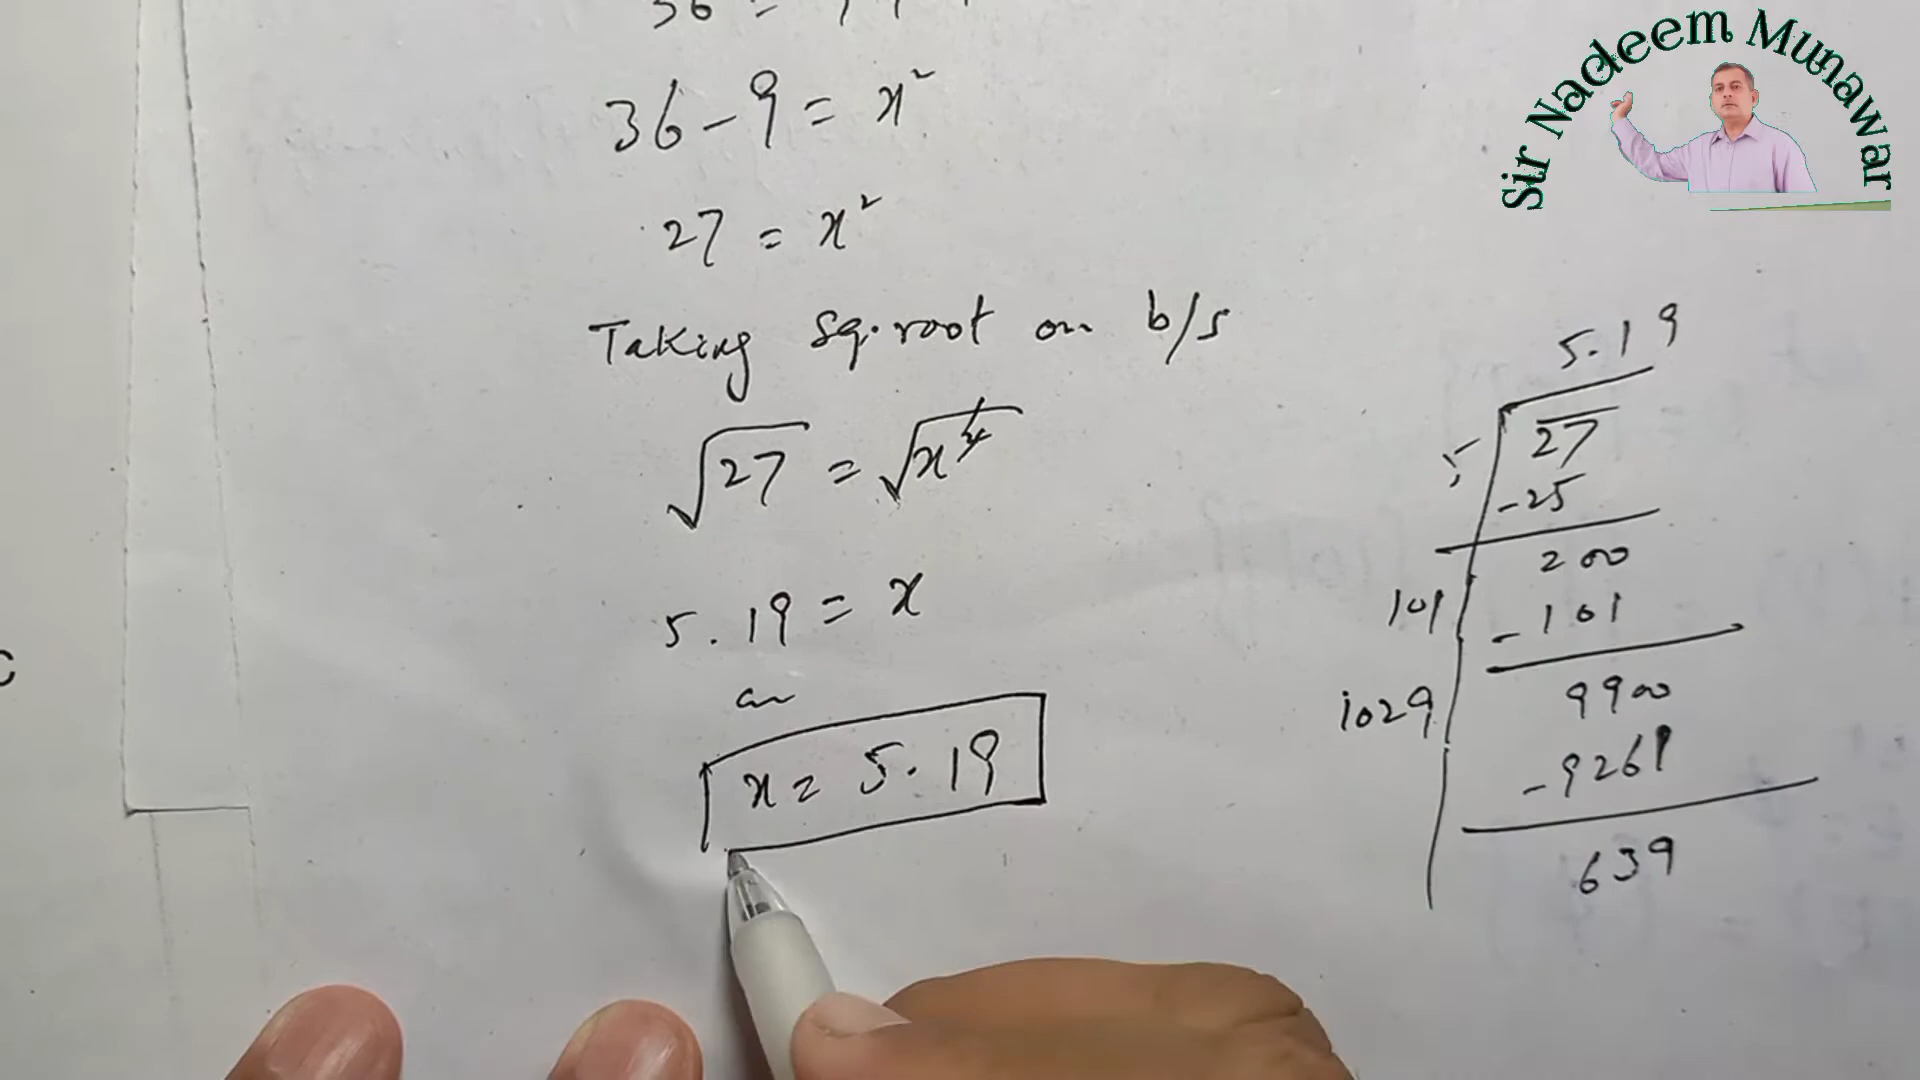 36 =
36 - 9 = x²
27 = x²
Taking Sq. root on b/s
√27 = √x²
5.19 = x
or
x = 5.19
5.19
5 27
-25
200
101 -101
9900
1029 -9261
639
Sir Nadeem Munawar